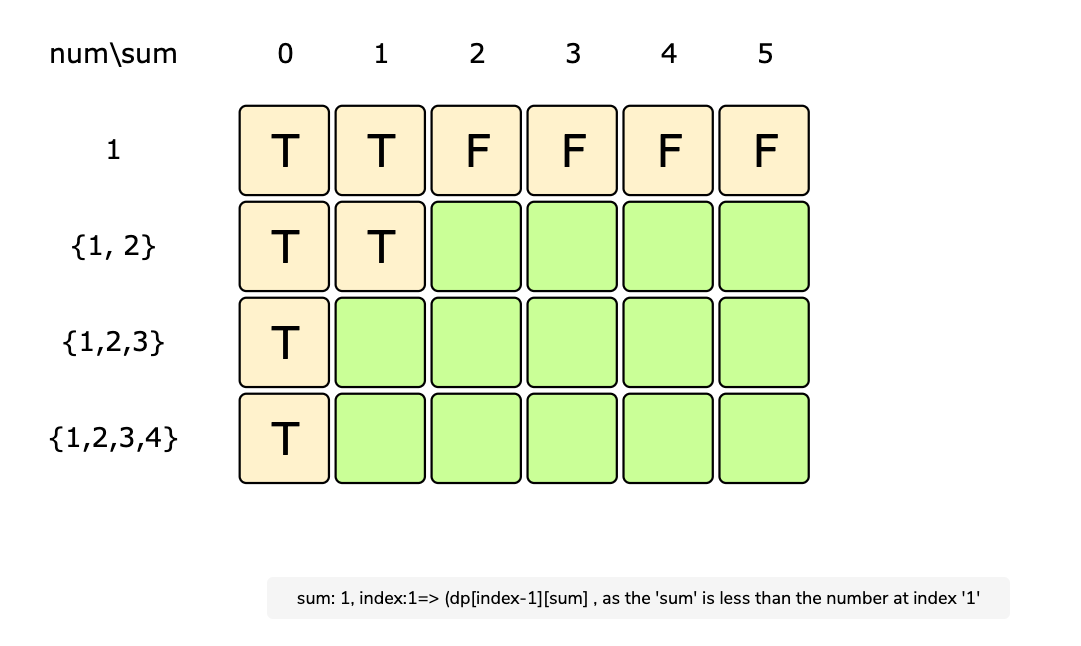 num\sum 0 1 2 3 4 5
1 T T F F F F
{1, 2} T T
{1,2,3} T
{1,2,3,4} T
sum: 1, index:1=> (dp[index-1][sum] , as the 'sum' is less than the number at index '1'